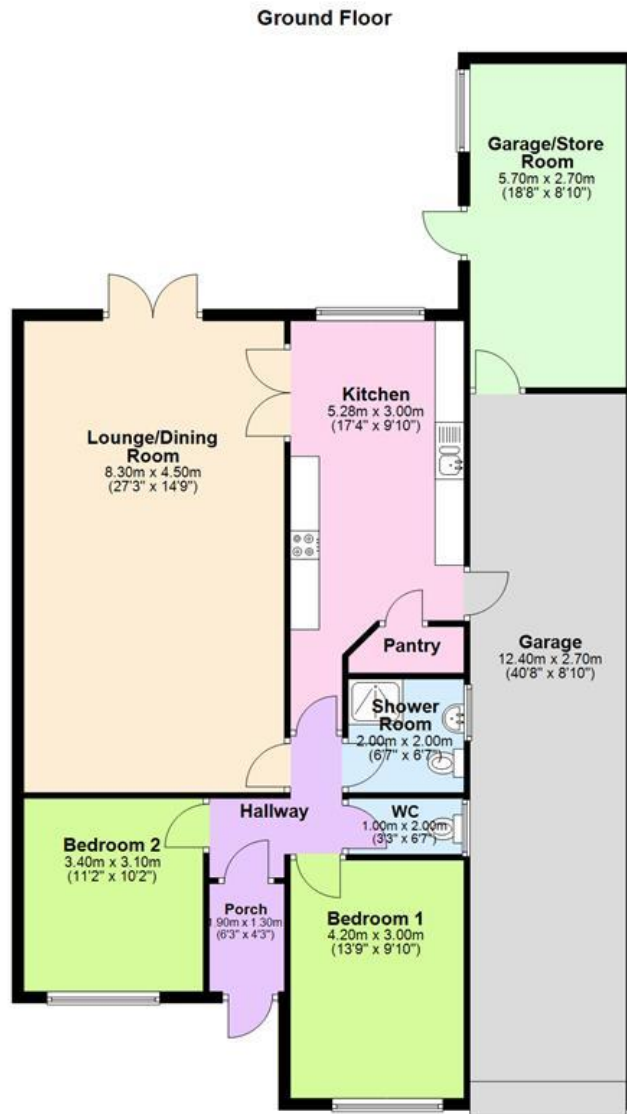 Ground Floor
Garage/Store
Room
5.70m x 2.70m
(18'8" x 8'10")
Kitchen
5.28m x 3.00m
(17'4" x 9'10")
Lounge/Dining
Room
8.30m x 4.50m
(27'3" x 14'9")
Pantry
Garage
12.40m x 2.70m
(40'8" x 8'10")
Shower
Room
2.00m x 2.00m
(6'7" x 6'7")
Hallway
WC
1.00m x 2.00m
(3'3" x 6'7")
Bedroom 2
3.40m x 3.10m
(11'2" x 10'2")
Porch
1.90m x 1.30m
(6'3" x 4'3")
Bedroom 1
4.20m x 3.00m
(13'9" x 9'10")